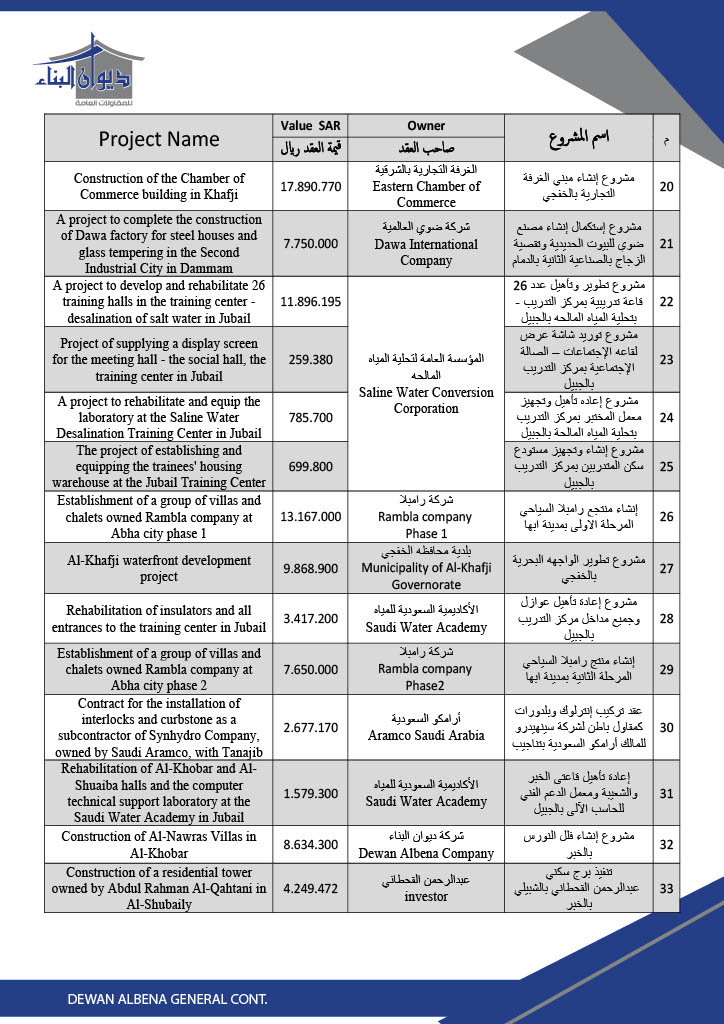 ديوان البناء
للمقاولات العامة
Project Name
Value SAR
قيمة العقد ريال
Owner
صاحب العقد
اسم المشروع
م
Construction of the Chamber of
Commerce building in Khafji
17.890.770
الغرفة التجارية بالشرقية
Eastern Chamber of
Commerce
مشروع إنشاء مبني الغرفة
التجارية بالخفجي
20
A project to complete the construction
of Dawa factory for steel houses and
glass tempering in the Second
Industrial City in Dammam
7.750.000
شركة ضوي العالمية
Dawa International
Company
مشروع إستكمال إنشاء مصنع
ضوي للبيوت الحديدية وتقصية
الزجاج بالصناعية الثانية بالدمام
21
A project to develop and rehabilitate 26
training halls in the training center -
desalination of salt water in Jubail
11.896.195
المؤسسة العامة لتحلية المياه
المالحه
Saline Water Conversion
Corporation
مشروع تطوير وتأهيل عدد 26
قاعة تدريبية بمركز التدريب -
بتحلية المياه المالحه بالجبيل
22
Project of supplying a display screen
for the meeting hall - the social hall, the
training center in Jubail
259.380
مشروع توريد شاشة عرض
لقاعه الإجتماعات – الصالة
الإجتماعية بمركز التدريب
بالجبيل
23
A project to rehabilitate and equip the
laboratory at the Saline Water
Desalination Training Center in Jubail
785.700
مشروع إعاده تأهيل وتجهيز
معمل المختبر بمركز التدريب
بتحلية المياه المالحة بالجبيل
24
The project of establishing and
equipping the trainees' housing
warehouse at the Jubail Training Center
699.800
مشروع إنشاء وتجهيز مستودع
سكن المتدربين بمركز التدريب
بالجبيل
25
Establishment of a group of villas and
chalets owned Rambla company at
Abha city phase 1
13.167.000
شركة رامبلا
Rambla company
Phase 1
إنشاء منتجع رامبلا السياحي
المرحلة الاولى بمدينة ابها
26
Al-Khafji waterfront development
project
9.868.900
بلدية محافظه الخفجي
Municipality of Al-Khafji
Governorate
مشروع تطوير الواجهه البحرية
بالخفجي
27
Rehabilitation of insulators and all
entrances to the training center in Jubail
3.417.200
الأكاديمية السعودية للمياه
Saudi Water Academy
مشروع إعادة تأهيل عوازل
وجميع مداخل مركز التدريب
بالجبيل
28
Establishment of a group of villas and
chalets owned Rambla company at
Abha city phase 2
7.650.000
شركة رامبلا
Rambla company
Phase2
إنشاء منتج رامبلا السياحي
المرحلة الثانية بمدينة ابها
29
Contract for the installation of
interlocks and curbstone as a
subcontractor of Synhydro Company,
owned by Saudi Aramco, with Tanajib
2.677.170
أرامكو السعودية
Aramco Saudi Arabia
عقد تركيب إنترلوك وبلدورات
كمقاول باطن لشركة سينهيدرو
للمالك أرامكو السعودية بتناجيب
30
Rehabilitation of Al-Khobar and Al-
Shuaiba halls and the computer
technical support laboratory at the
Saudi Water Academy in Jubail
1.579.300
الأكاديمية السعودية للمياه
Saudi Water Academy
إعادة تأهيل قاعتى الخبر
والشعيبة ومعمل الدعم الفني
للحاسب الآلى بالجبيل
31
Construction of Al-Nawras Villas in
Al-Khobar
8.634.300
شركة ديوان البناء
Dewan Albena Company
مشروع إنشاء فلل النورس
بالخبر
32
Construction of a residential tower
owned by Abdul Rahman Al-Qahtani in
Al-Shubaily
4.249.472
عبدالرحمن القحطاني
investor
تنفيذ برج سكني
عبدالرحمن القحطاني بالشبيلي
بالخبر
33
DEWAN ALBENA GENERAL CONT.